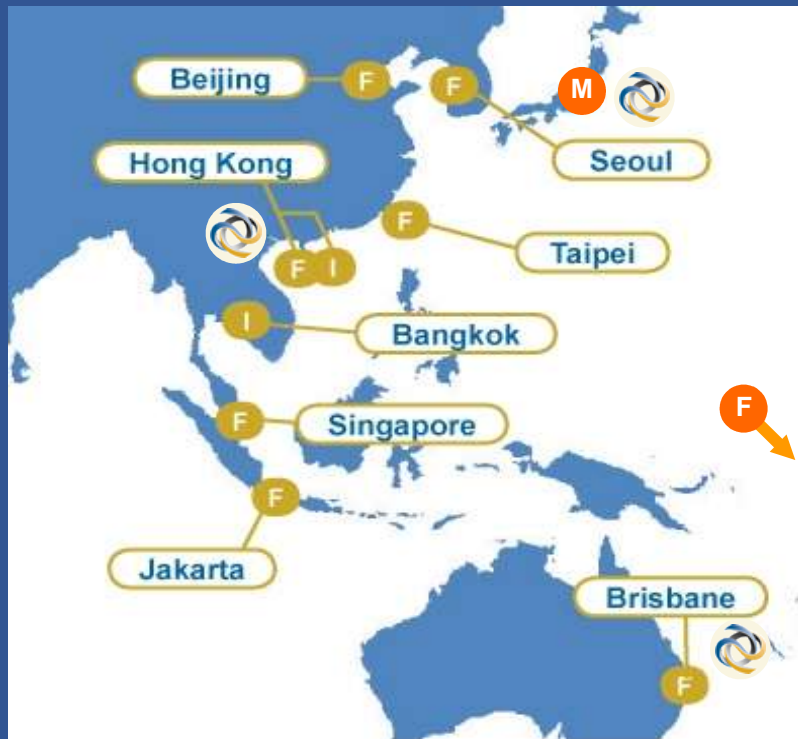 Beijing
F
F
M
Hong Kong
Seoul
F
Taipei
F
I
I
Bangkok
F
F
Singapore
F
Jakarta
Brisbane
F